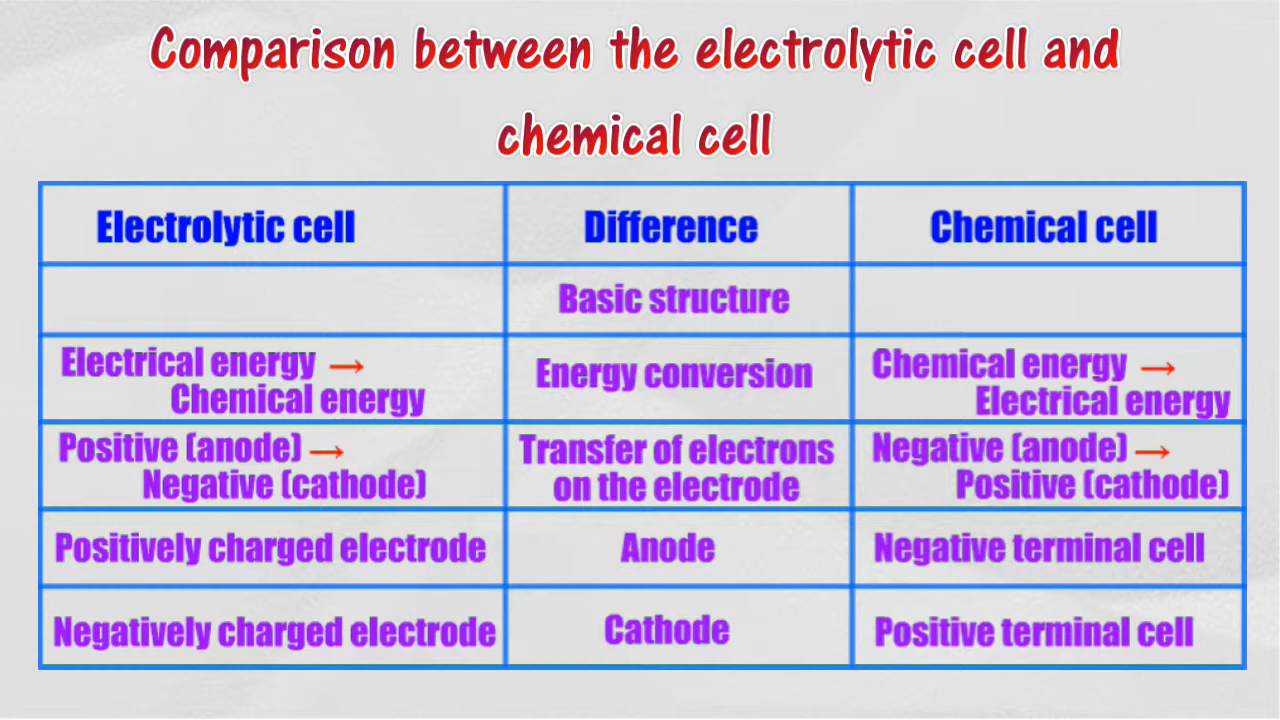 Comparison between the electrolytic cell and
chemical cell
Electrolytic cell Difference Chemical cell
Basic structure
Electrical energy →
Chemical energy
Energy conversion
Chemical energy →
Electrical energy
Positive (anode) →
Negative (cathode)
Transfer of electrons
on the electrode
Negative (anode) →
Positive (cathode)
Positively charged electrode Anode Negative terminal cell
Negatively charged electrode Cathode Positive terminal cell